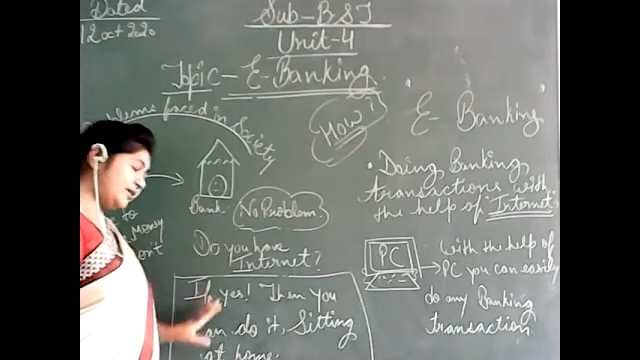 Dated
12 Oct 2020
Sub-BST
Unit-4
Topic - E-Banking
faced in Society
HOW?
Bank
No Problem
to
Money
Do you have
Internet?
If yes! Then you
can do it, Sitting
at home
E-Banking
• Doing Banking
transactions with
the help of "Internet"
PC
With the help of
PC you can easily
do any Banking
Transaction